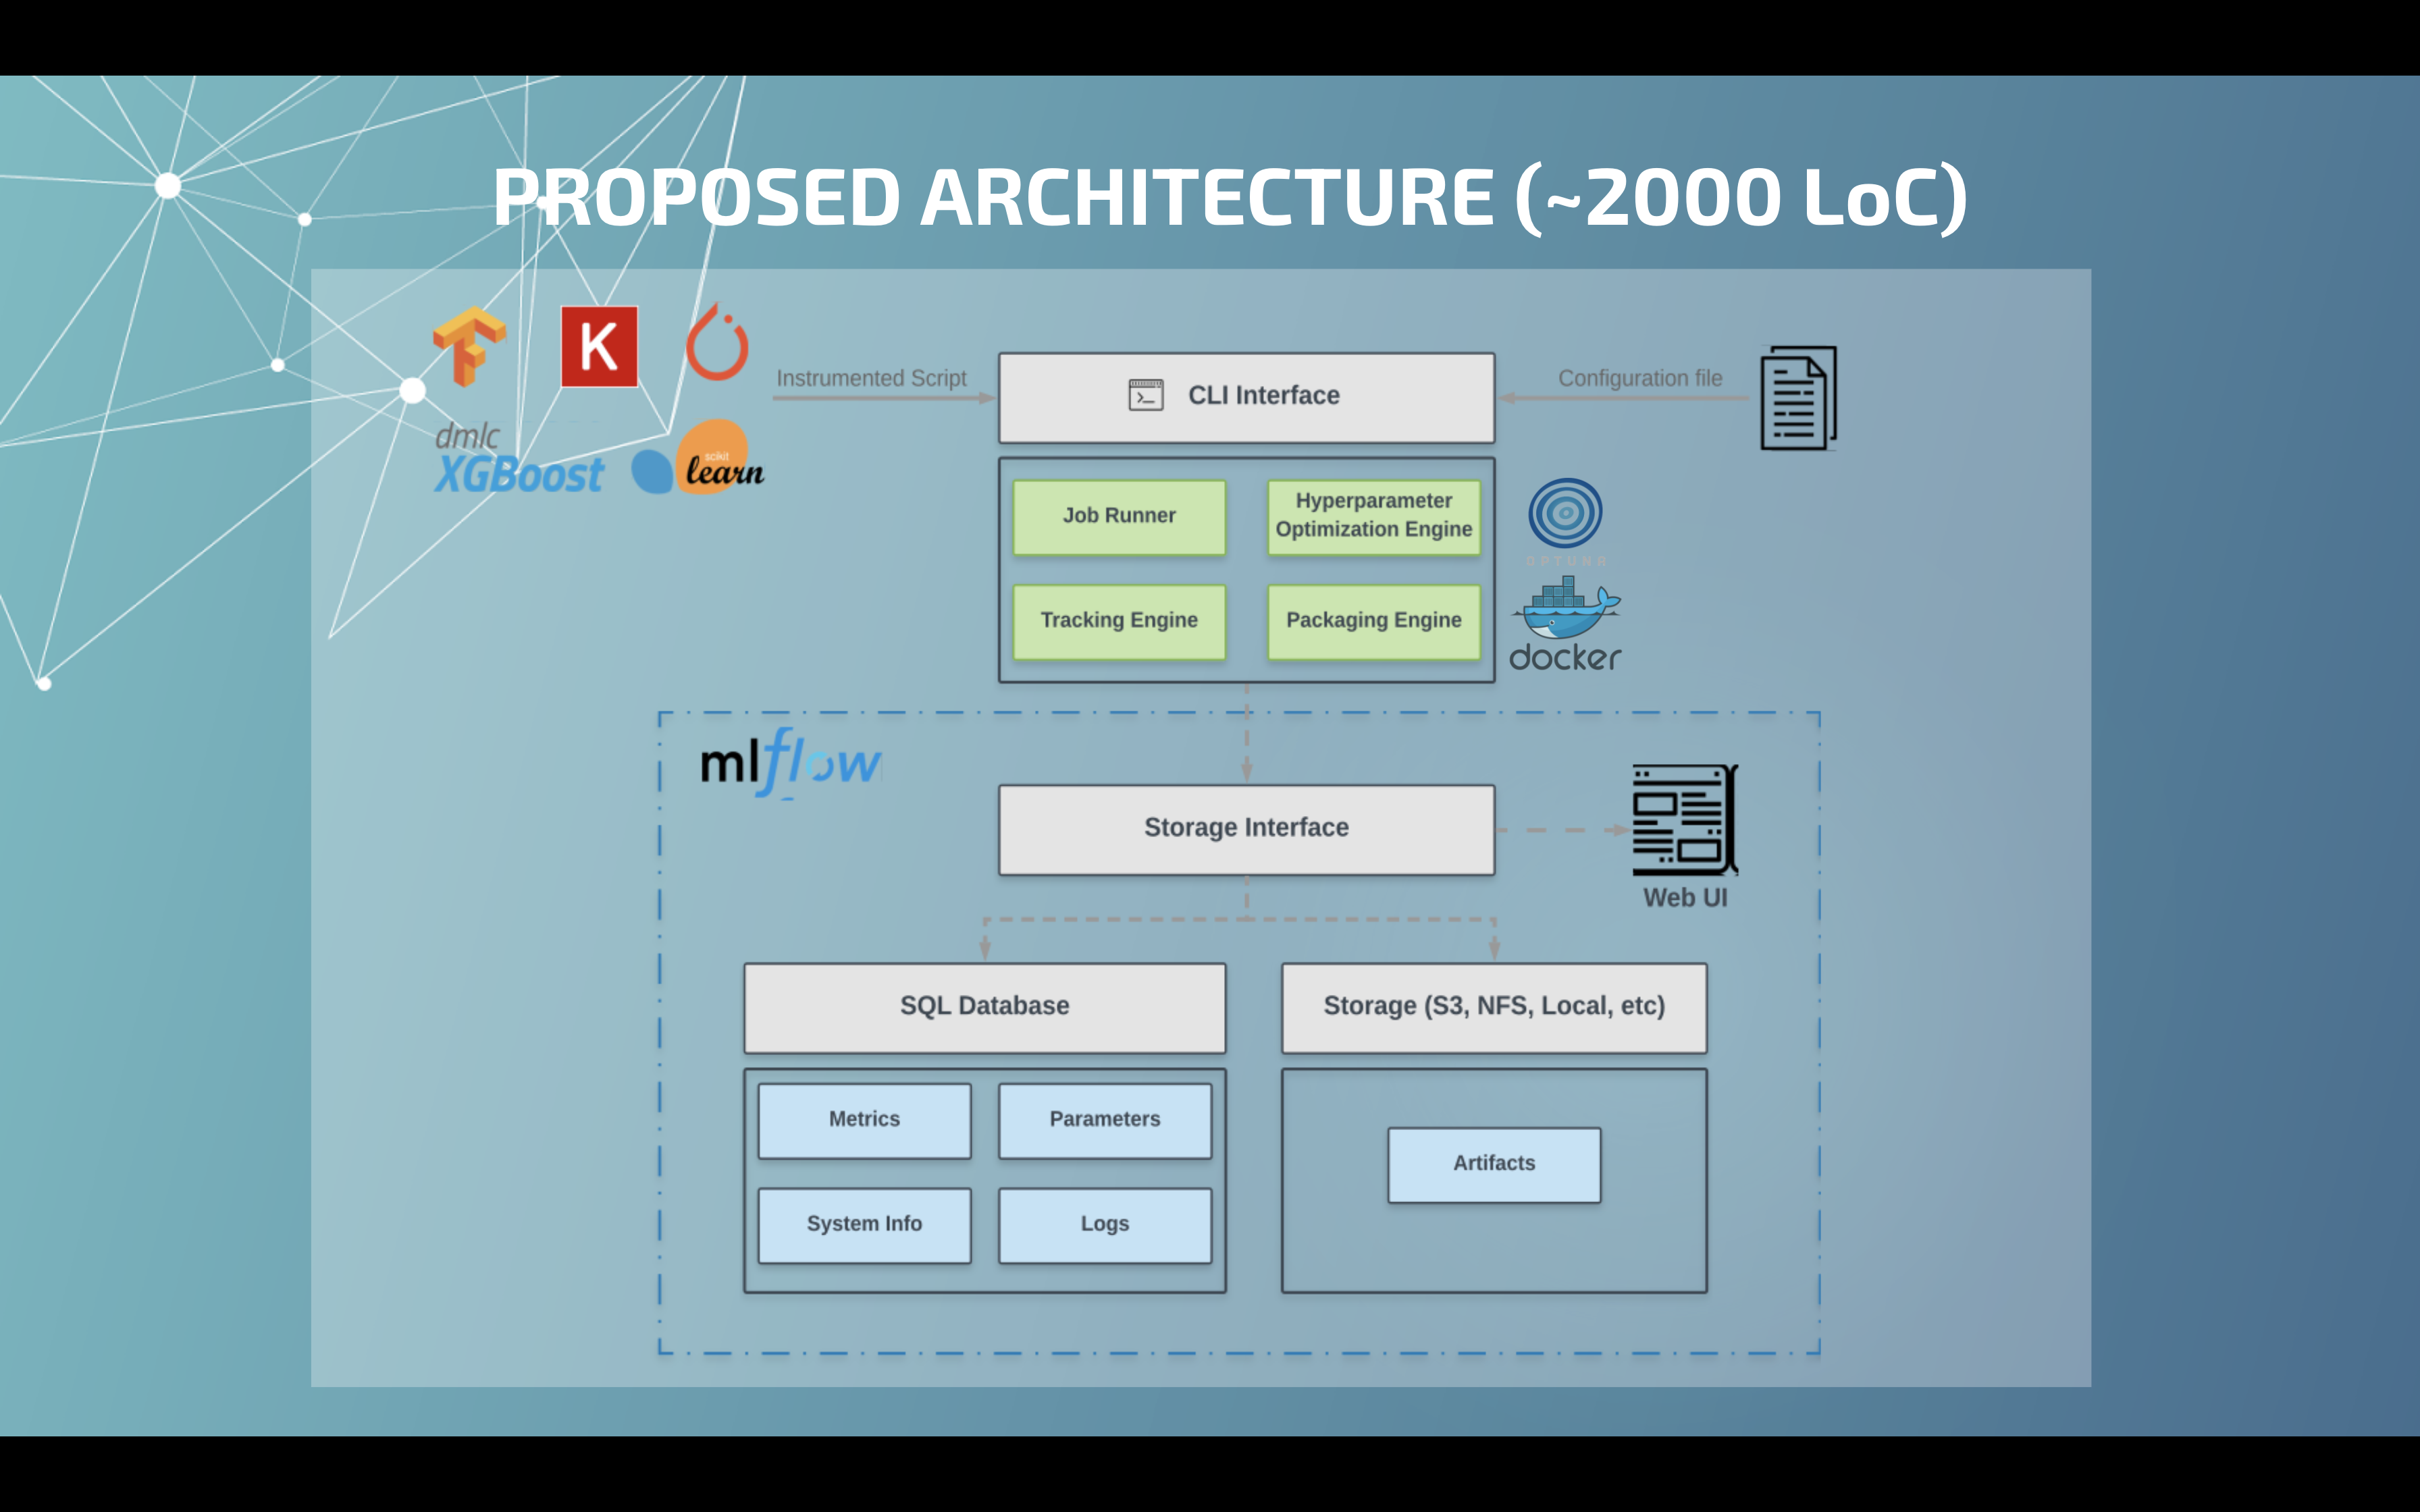 PROPOSED ARCHITECTURE (~2000 LoC)
K
Instrumented Script
CLI Interface
Configuration file
dmlc
XGBoost
scikit
learn
Job Runner
Hyperparameter
Optimization Engine
OPTUNA
Tracking Engine
Packaging Engine
docker
mlflow
Storage Interface
Web UI
SQL Database
Storage (S3, NFS, Local, etc)
Metrics
Parameters
Artifacts
System Info
Logs